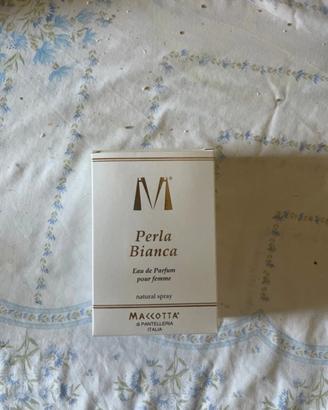 M®
Perla
Bianca
Eau de Parfum
pour femme
natural spray
MACCOTTA®
di PANTELLERIA
ITALIA